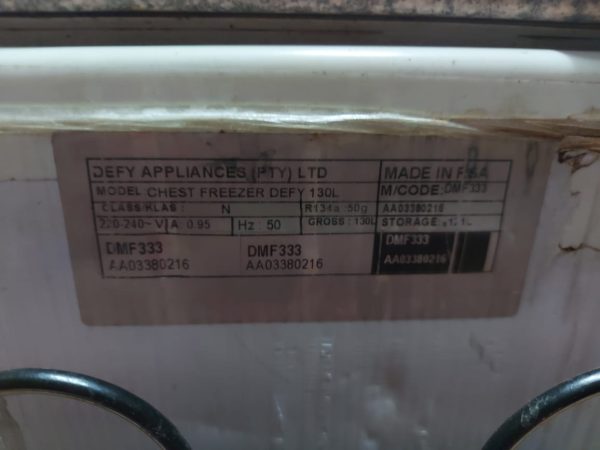 DEFY APPLIANCES (PTY) LTD MADE IN RSA
MODEL CHEST FREEZER DEFY 130L M/CODE: DMF333
CLASS/KLAS: N R134a :50g AA03380216
220-240~ V A 0.95 Hz : 50 GROSS : 130L STORAGE:
DMF333 DMF333 DMF333
AA03380216 AA03380216 AA03380216